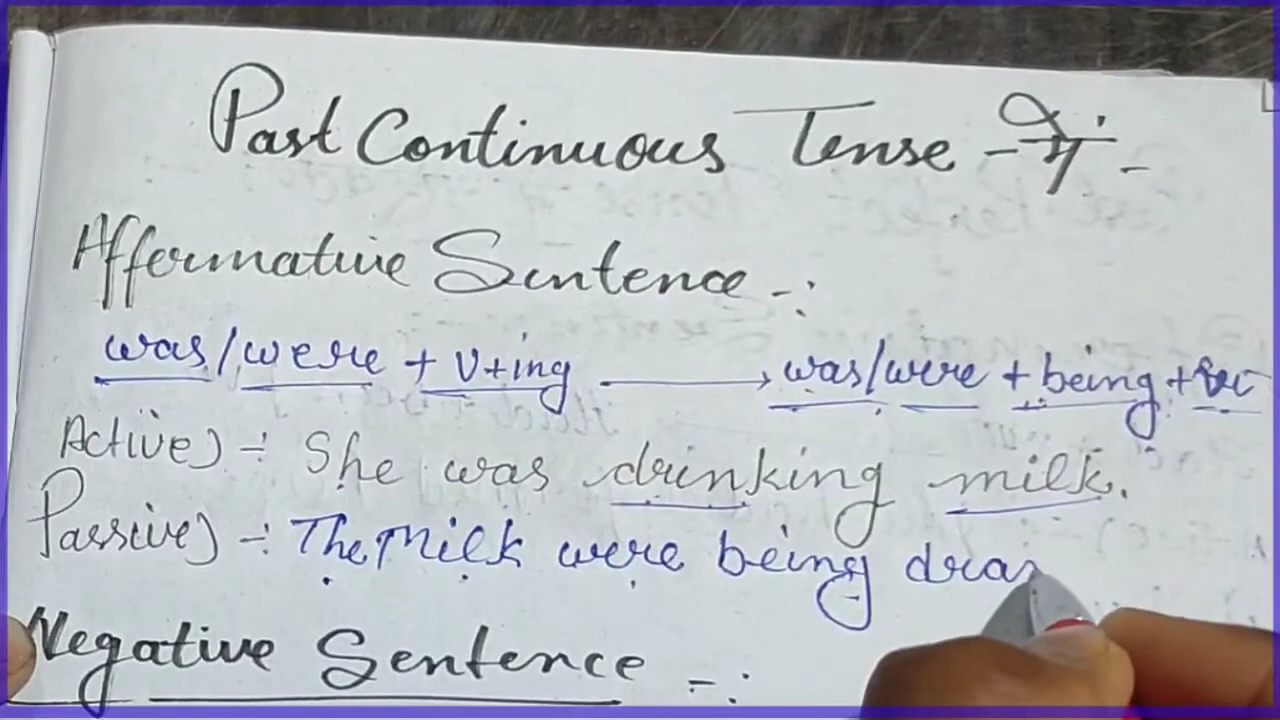 Past Continuous Tense - में -
Affermative Sentence -:
was/were + V+ing → was/were + being +
Active) -: She was drinking milk.
Passive) -: The Milk were being dra
Negative Sentence -: